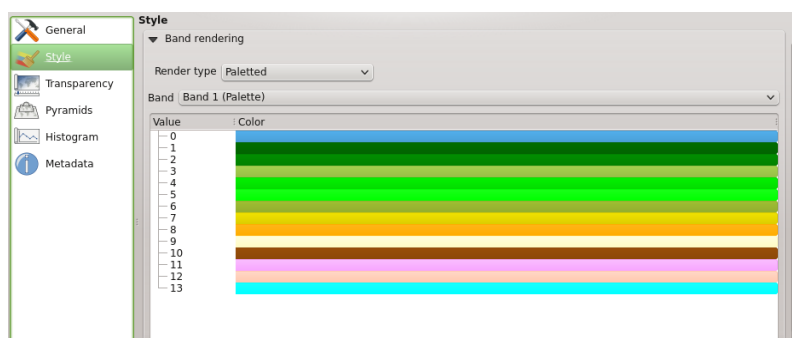 General
Style
Transparency
Pyramids
Histogram
Metadata
Style
Band rendering
Render type Paletted
Band Band 1 (Palette)
Value Color
0
1
2
3
4
5
6
7
8
9
10
11
12
13